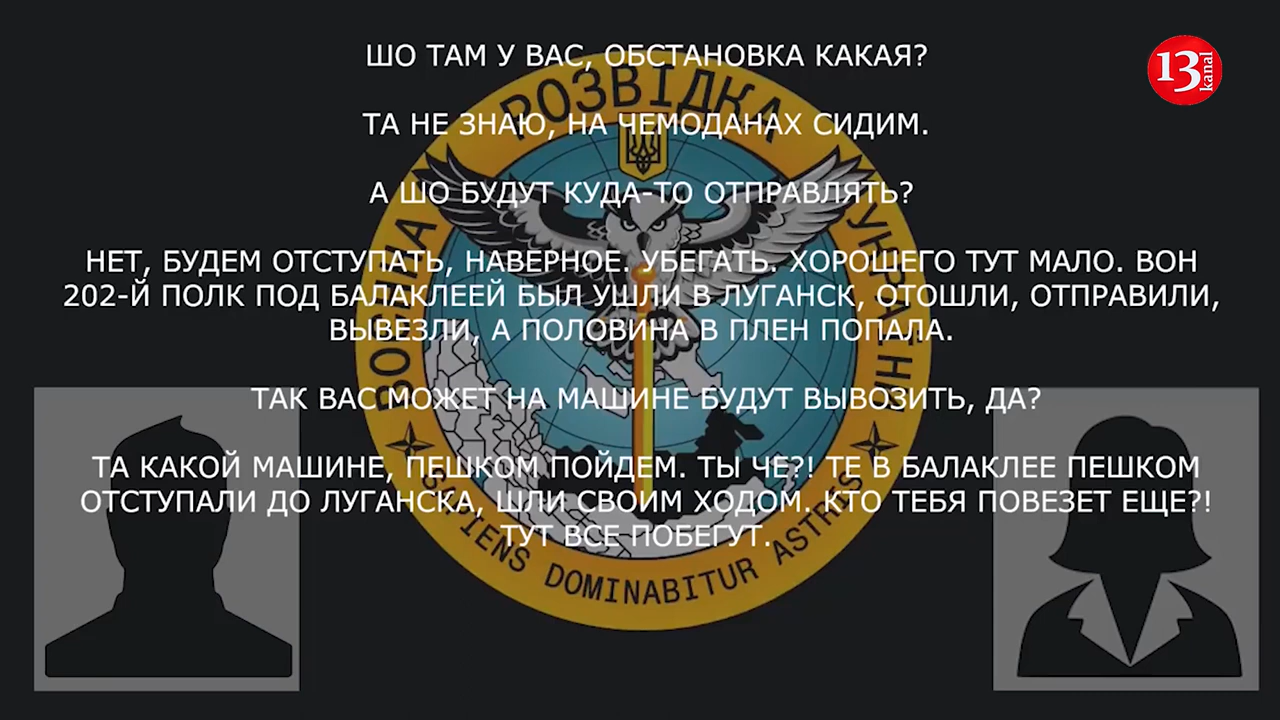 ШО ТАМ У ВАС, ОБСТАНОВКА КАКАЯ?
ТА НЕ ЗНАЮ, НА ЧЕМОДАНАХ СИДИМ.
А ШО БУДУТ КУДА-ТО ОТПРАВЛЯТЬ?
НЕТ, БУДЕМ ОТСТУПАТЬ, НАВЕРНОЕ. УБЕГАТЬ. ХОРОШЕГО ТУТ МАЛО. ВОН
202-Й ПОЛК ПОД БАЛАКЛЕЕЙ БЫЛ УШЛИ В ЛУГАНСК, ОТОШЛИ, ОТПРАВИЛИ,
ВЫВЕЗЛИ, А ПОЛОВИНА В ПЛЕН ПОПАЛА.
ТАК ВАС МОЖЕТ НА МАШИНЕ БУДУТ ВЫВОЗИТЬ, ДА?
ТА КАКОЙ МАШИНЕ, ПЕШКОМ ПОЙДЕМ. ТЫ ЧЕ?! ТЕ В БАЛАКЛЕЕ ПЕШКОМ
ОТСТУПАЛИ ДО ЛУГАНСКА, ШЛИ СВОИМ ХОДОМ. КТО ТЕБЯ ПОВЕЗЕТ ЕЩЕ?!
ТУТ ВСЕ ПОБЕГУТ.
ВОЄННА РОЗВІДКА УКРАЇНИ
SAPIENS DOMINABITUR ASTRIS
13 kanal